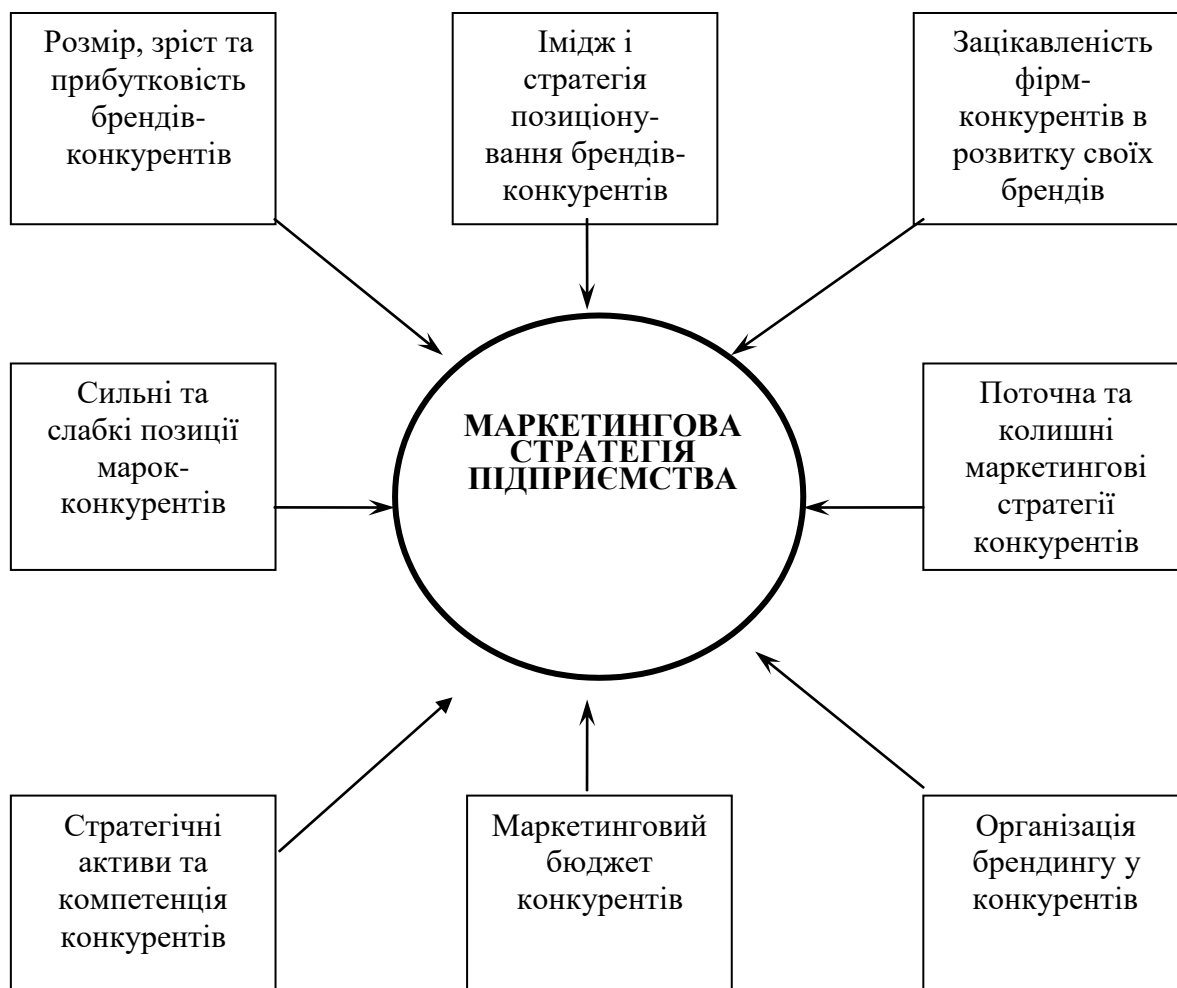 Розмір, зріст та
прибутковість
брендів-
конкурентів
Імідж і
стратегія
позиціону-
вання брендів-
конкурентів
Зацікавленість
фірм-
конкурентів в
розвитку своїх
брендів
Сильні та
слабкі позиції
марок-
конкурентів
МАРКЕТИНГОВА
СТРАТЕГІЯ
ПІДПРИЄМСТВА
Поточна та
колишні
маркетингові
стратегії
конкурентів
Стратегічні
активи та
компетенція
конкурентів
Маркетинговий
бюджет
конкурентів
Організація
брендингу у
конкурентів